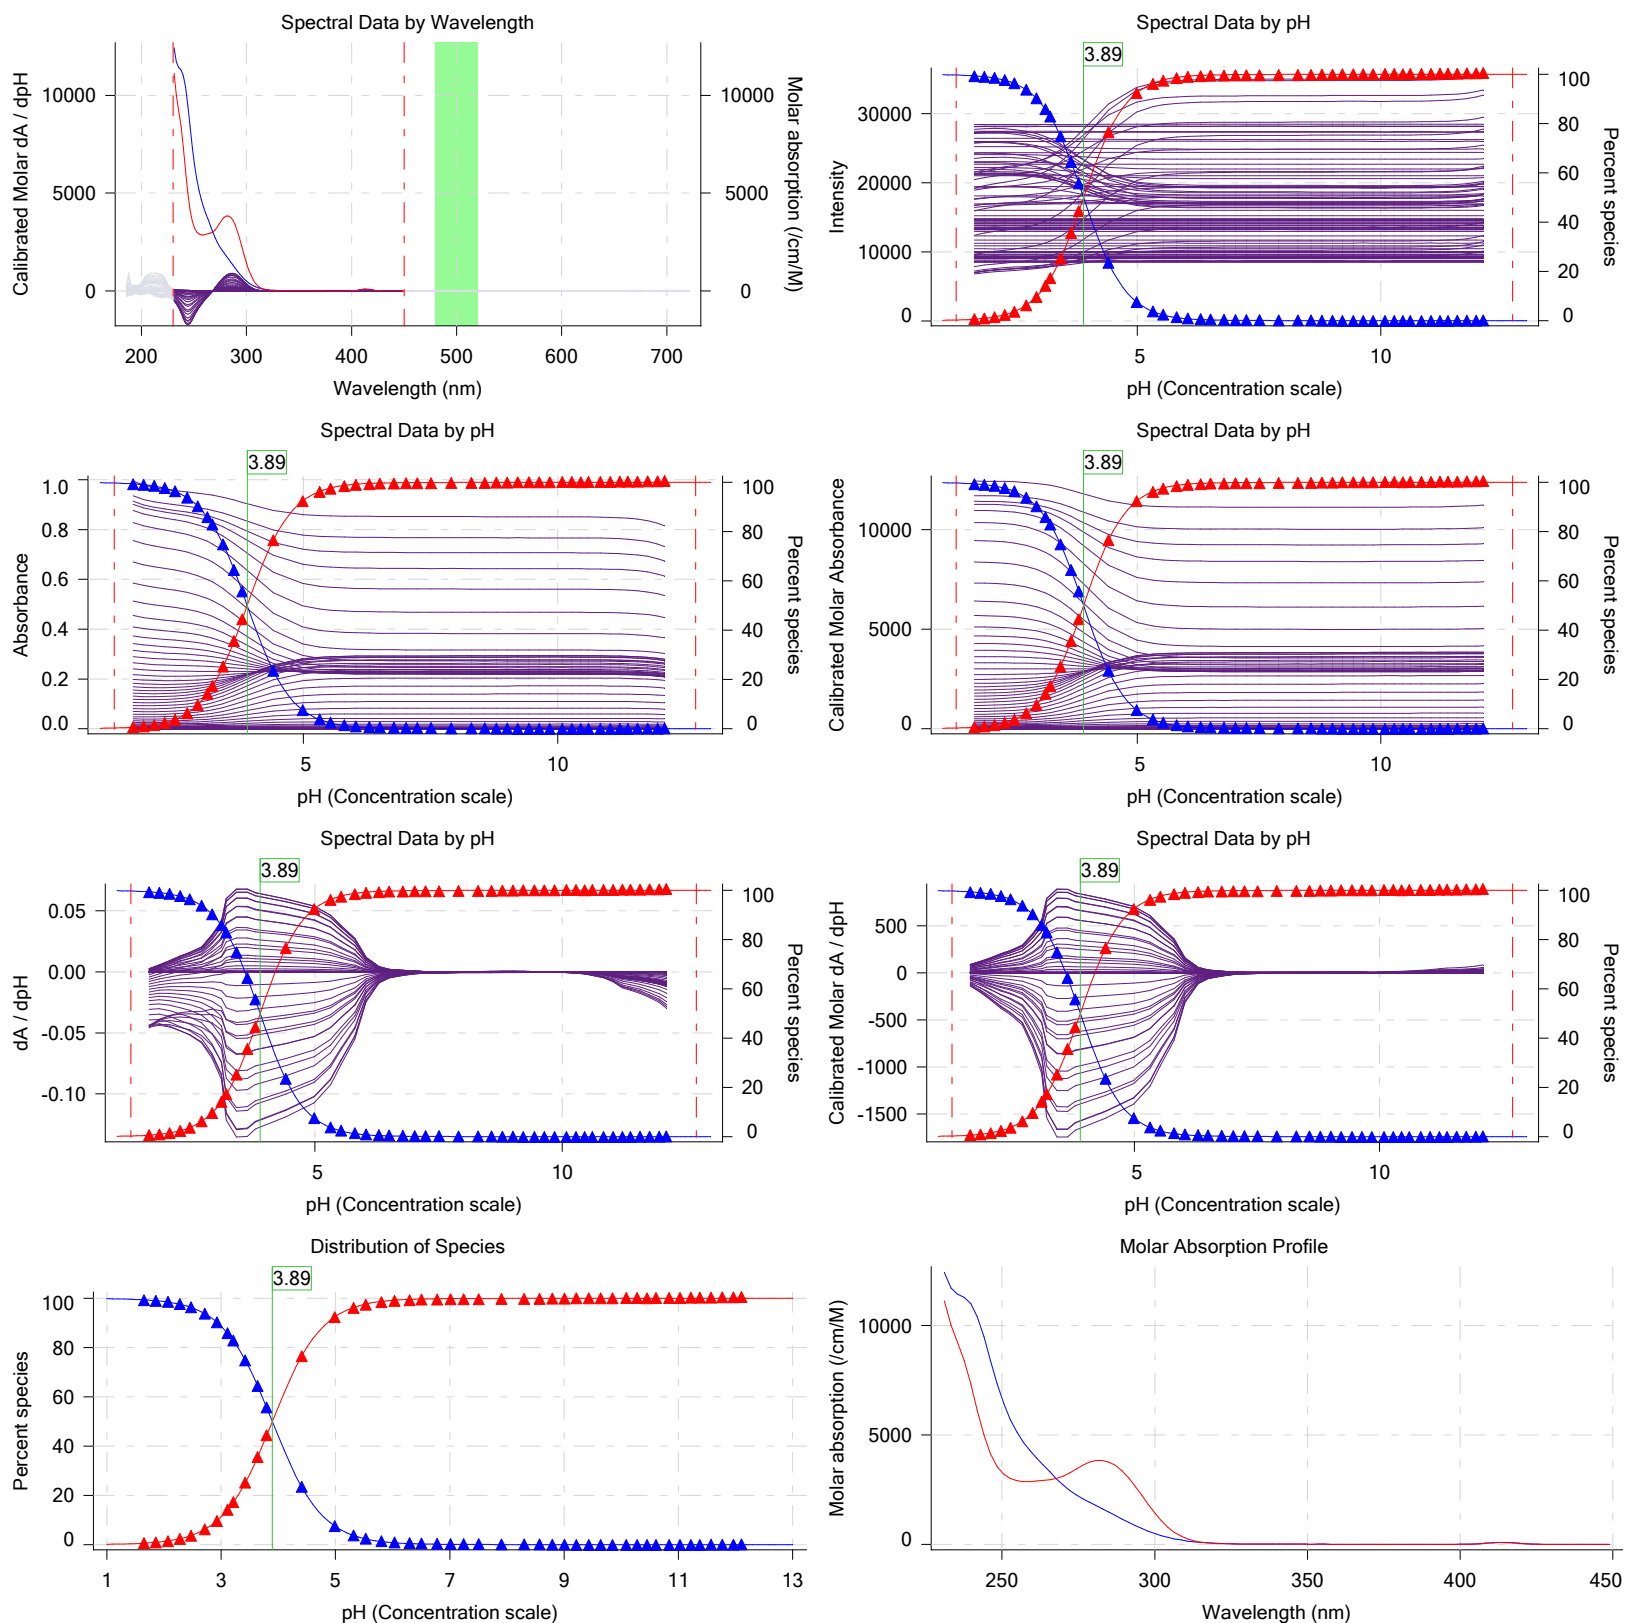 Spectral Data by Wavelength
Calibrated Molar dA / dpH
10000
5000
0
10000
5000
0
Molar absorption (/cm/M)
200 300 400 500 600 700
Wavelength (nm)
Spectral Data by pH
3.89
Intensity
30000
20000
10000
0
100
80
60
40
20
0
Percent species
5 10
pH (Concentration scale)
Spectral Data by pH
3.89
Absorbance
1.0
0.8
0.6
0.4
0.2
0.0
100
80
60
40
20
0
Percent species
5 10
pH (Concentration scale)
Spectral Data by pH
3.89
Calibrated Molar Absorbance
10000
5000
0
100
80
60
40
20
0
Percent species
5 10
pH (Concentration scale)
Spectral Data by pH
3.89
dA / dpH
0.05
0.00
-0.05
-0.10
100
80
60
40
20
0
Percent species
5 10
pH (Concentration scale)
Spectral Data by pH
3.89
Calibrated Molar dA / dpH
500
0
-500
-1000
-1500
100
80
60
40
20
0
Percent species
5 10
pH (Concentration scale)
Distribution of Species
3.89
Percent species
100
80
60
40
20
0
1 3 5 7 9 11 13
pH (Concentration scale)
Molar Absorption Profile
Molar absorption (/cm/M)
10000
5000
0
250 300 350 400 450
Wavelength (nm)